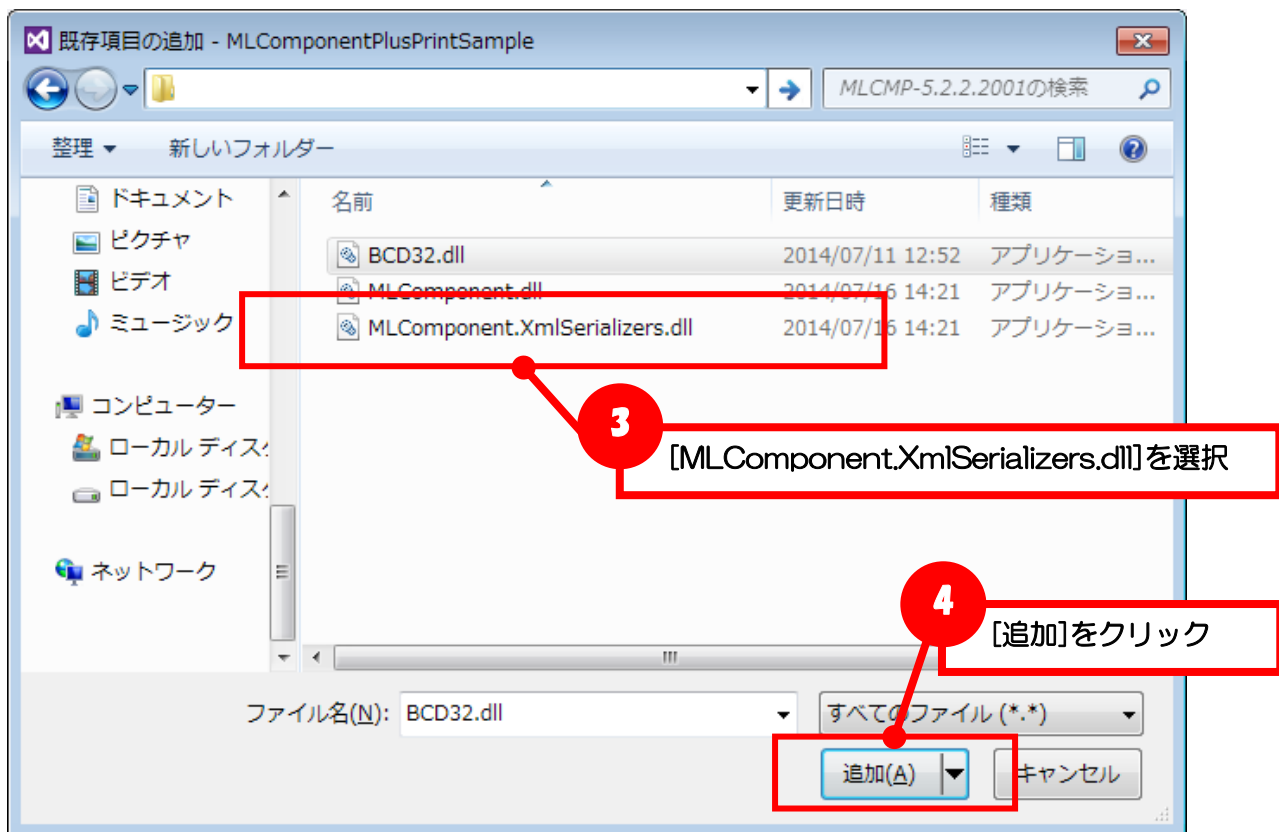 既存項目の追加 - MLComponentPlusPrintSample
MLCMP-5.2.2.2001の検索
整理 新しいフォルダー
名前 更新日時 種類
ドキュメント
ピクチャ
ビデオ
ミュージック
コンピューター
ローカル ディスク
ローカル ディスク
ネットワーク
BCD32.dll 2014/07/11 12:52 アプリケーショ...
MLComponent.dll 2014/07/16 14:21 アプリケーショ...
MLComponent.XmlSerializers.dll 2014/07/16 14:21 アプリケーショ...
3
[MLComponent.XmlSerializers.dll]を選択
4
[追加]をクリック
ファイル名(N): BCD32.dll すべてのファイル (*.*)
追加(A) キャンセル